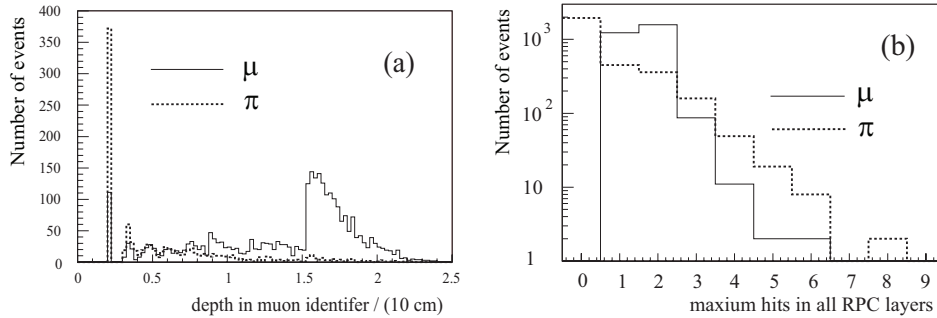 400
350
300
250
200
150
100
50
0
Number of events
μ
π
(a)
0 0.5 1 1.5 2 2.5
depth in muon identifer / (10 cm)
10³
10²
10
1
Number of events
(b)
μ
π
0 1 2 3 4 5 6 7 8 9
maxium hits in all RPC layers